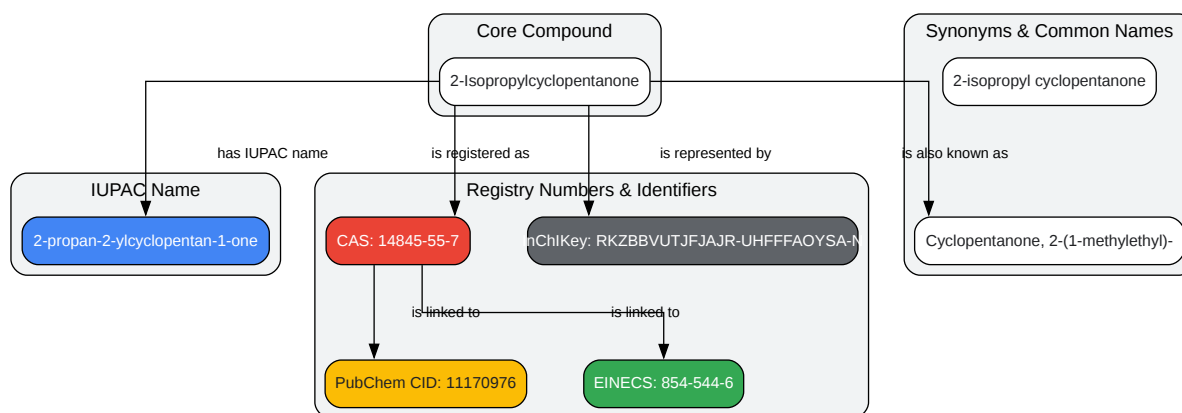 Core Compound
Synonyms & Common Names
2-Isopropylcyclopentanone
2-isopropyl cyclopentanone
has IUPAC name
is registered as
is represented by
is also known as
IUPAC Name
Registry Numbers & Identifiers
2-propan-2-ylcyclopentan-1-one
CAS: 14845-55-7
nChIKey: RKZBBVUTJFJAJR-UHFFFAOYSA-N
Cyclopentanone, 2-(1-methylethyl)-
is linked to
is linked to
PubChem CID: 11170976
EINECS: 854-544-6